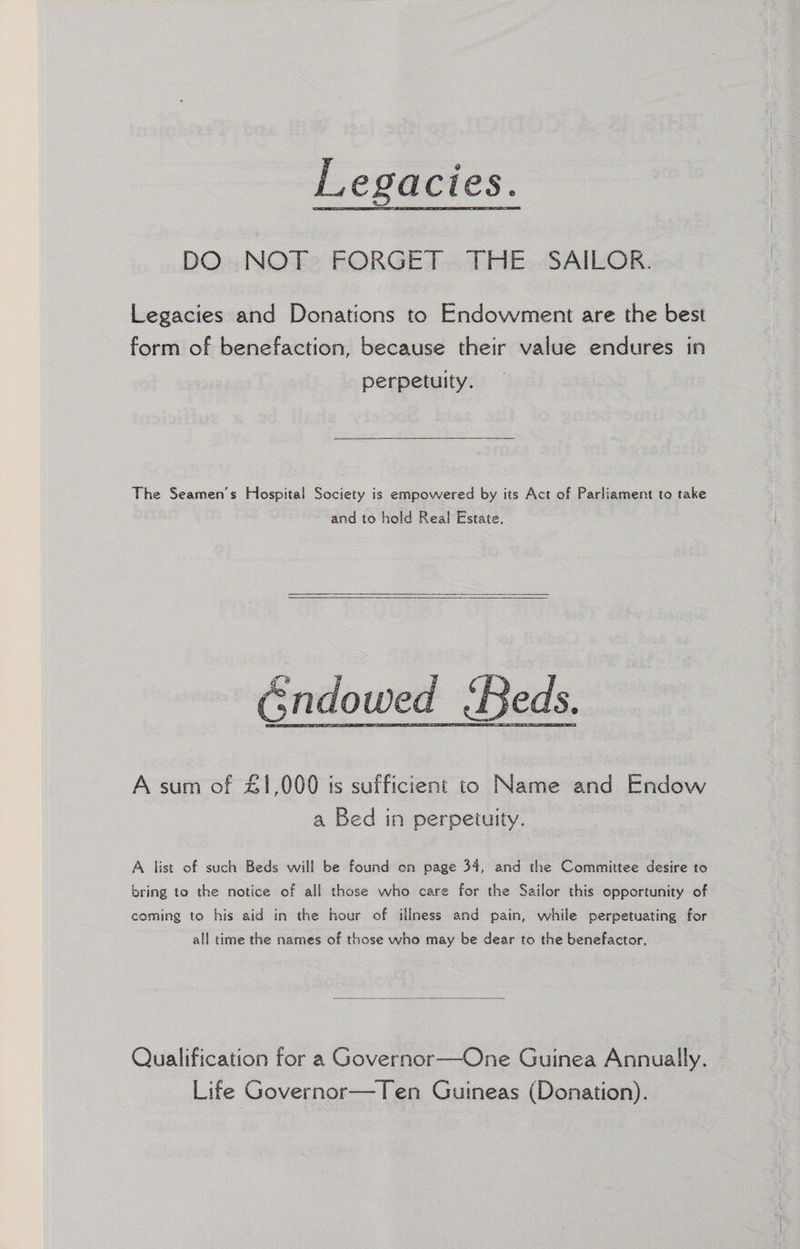 Legacies.
DO NOT FORGET THE SAILOR.
Legacies and Donations to Endowment are the best
form of benefaction, because their value endures in
perpetuity.
The Seamen's Hospital Society is empowered by its Act of Parliament to take
and to hold Real Estate.
Endowed Beds.
A sum of £1,000 is sufficient to Name and Endow
a Bed in perpetuity.
A list of such Beds will be found on page 34, and the Committee desire to
bring to the notice of all those who care for the Sailor this opportunity of
coming to his aid in the hour of illness and pain, while perpetuating for
all time the names of those who may be dear to the benefactor.
Qualification for a Governor—One Guinea Annually.
Life Governor—Ten Guineas (Donation).